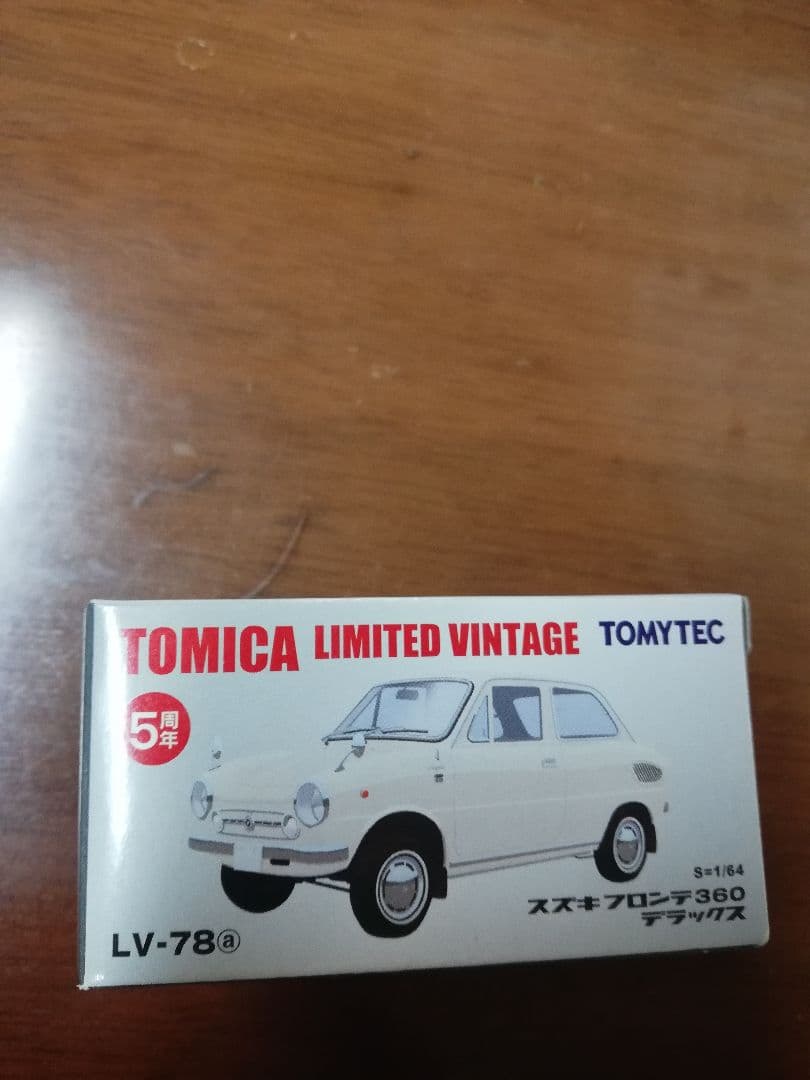 TOMICA LIMITED VINTAGE TOMYTEC
5周年
S=1/64
スズキ フロンテ360
デラックス
LV-78ⓐ